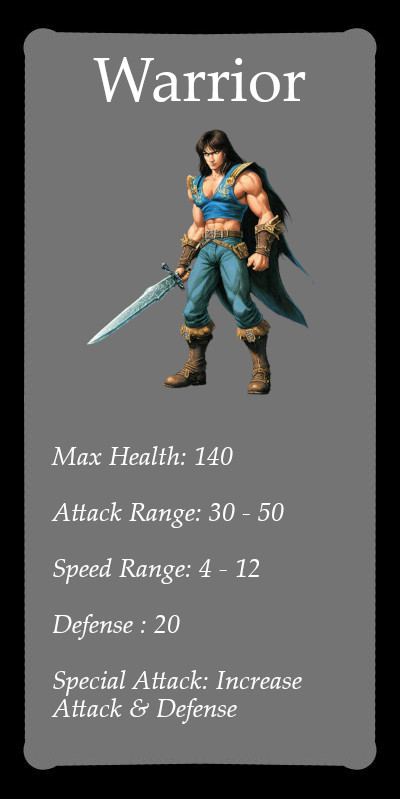 Warrior
Max Health: 140
Attack Range: 30 - 50
Speed Range: 4 - 12
Defense : 20
Special Attack: Increase
Attack & Defense